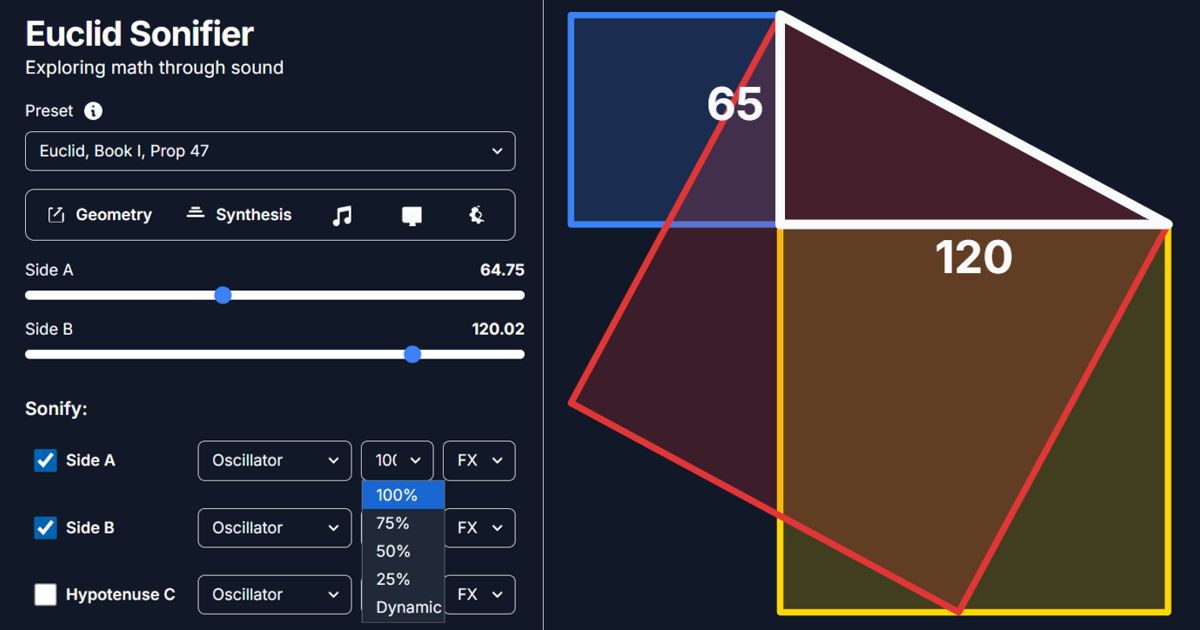 Euclid Sonifier
Exploring math through sound
Preset
Euclid, Book I, Prop 47
Geometry Synthesis
Side A 64.75
Side B 120.02
Sonify:
Side A Oscillator FX
100%
75%
Side B Oscillator FX
50%
25%
Hypotenuse C Oscillator FX
Dynamic
65
120